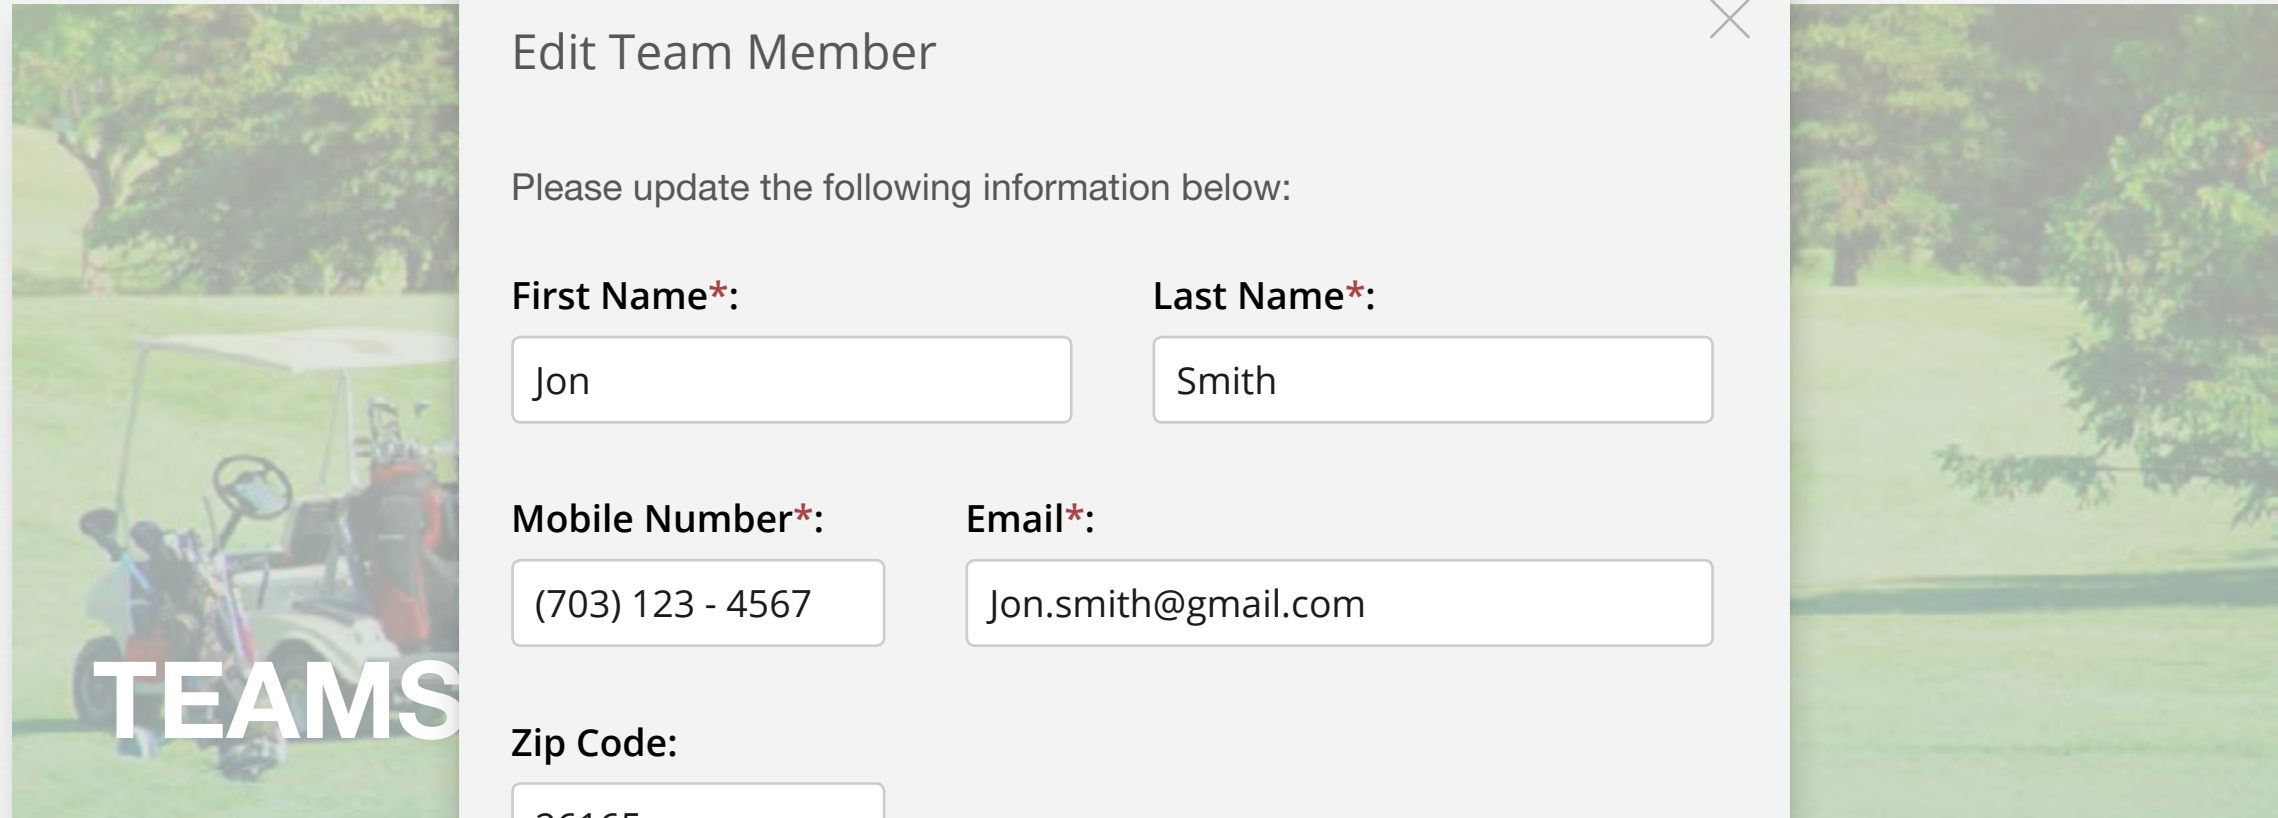 Edit Team Member
Please update the following information below:
First Name*: Last Name*:
Jon Smith
Mobile Number*: Email*:
(703) 123 - 4567 Jon.smith@gmail.com
TEAMS
Zip Code: